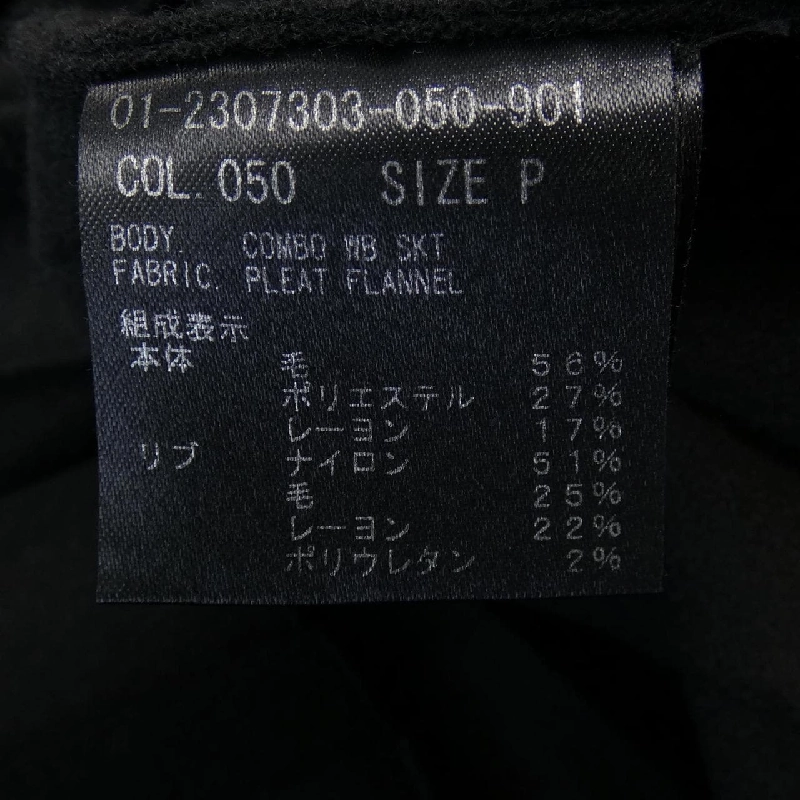 01-2307303-050-901
COL. 050 SIZE P
BODY. COMBO WB SKT
FABRIC. PLEAT FLANNEL
組成表示
本体 毛 56%
ポリエステル 27%
レーヨン 17%
リブ ナイロン 51%
毛 25%
レーヨン 22%
ポリウレタン 2%